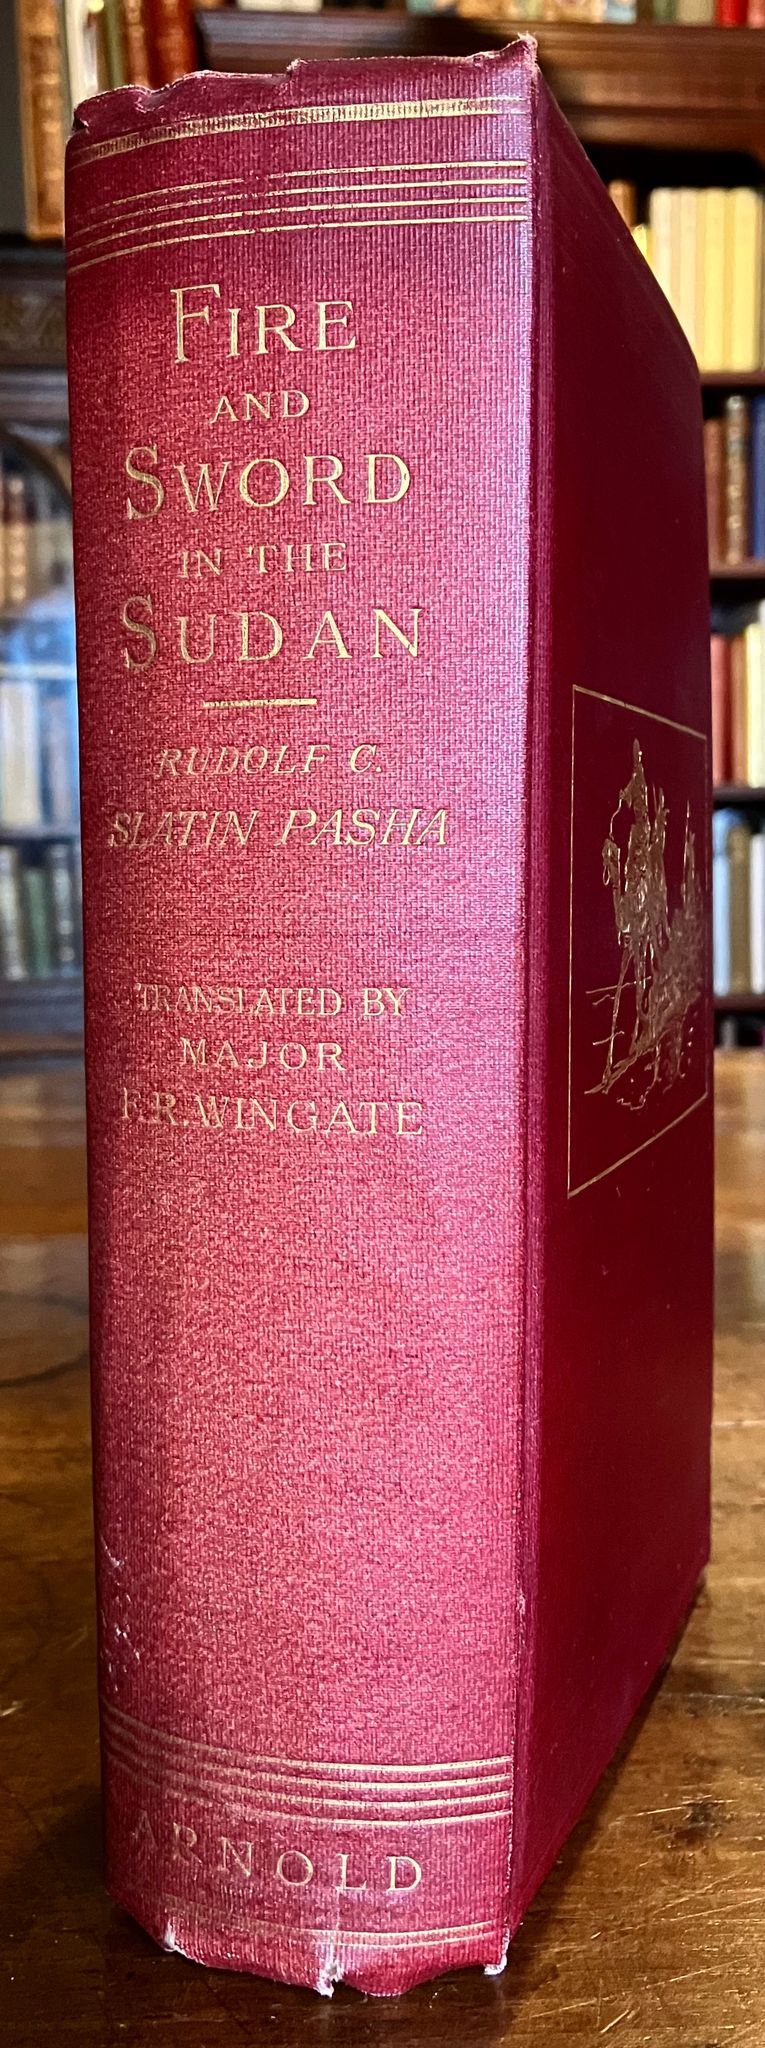 FIRE
AND
SWORD
IN THE
SUDAN
RUDOLF C.
SLATIN PASHA
TRANSLATED BY
MAJOR
F.R.WINGATE
ARNOLD